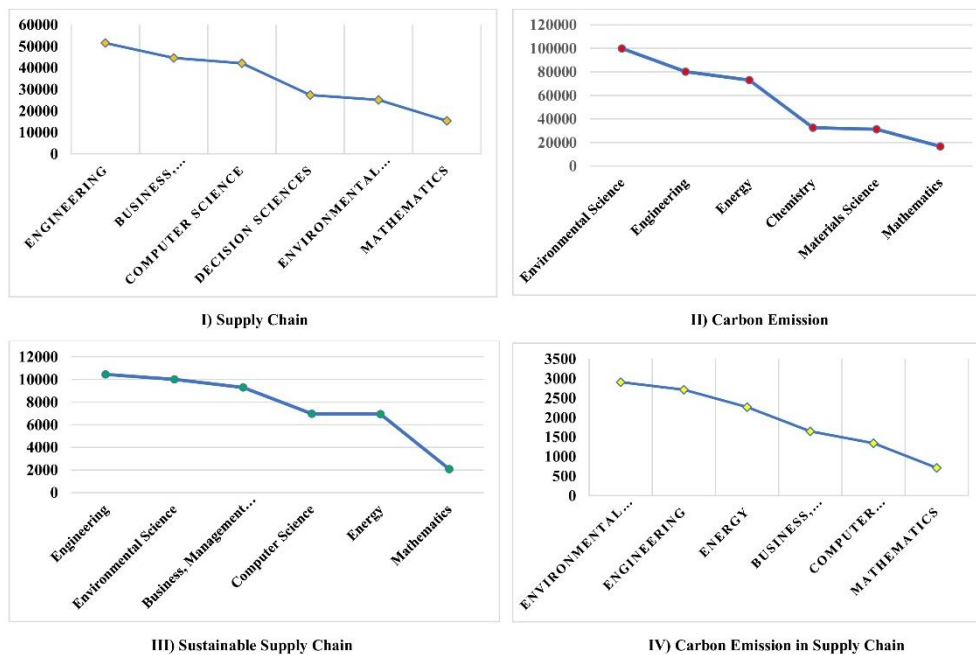 60000
50000
40000
30000
20000
10000
0
ENGINEERING
BUSINESS,...
COMPUTER SCIENCE
DECISION SCIENCES
ENVIRONMENTAL...
MATHEMATICS
I) Supply Chain
120000
100000
80000
60000
40000
20000
0
Environmental Science
Engineering
Energy
Chemistry
Materials Science
Mathematics
II) Carbon Emission
12000
10000
8000
6000
4000
2000
0
Engineering
Environmental Science
Business, Management...
Computer Science
Energy
Mathematics
III) Sustainable Supply Chain
3500
3000
2500
2000
1500
1000
500
0
ENVIRONMENTAL...
ENGINEERING
ENERGY
BUSINESS,...
COMPUTER...
MATHEMATICS
IV) Carbon Emission in Supply Chain